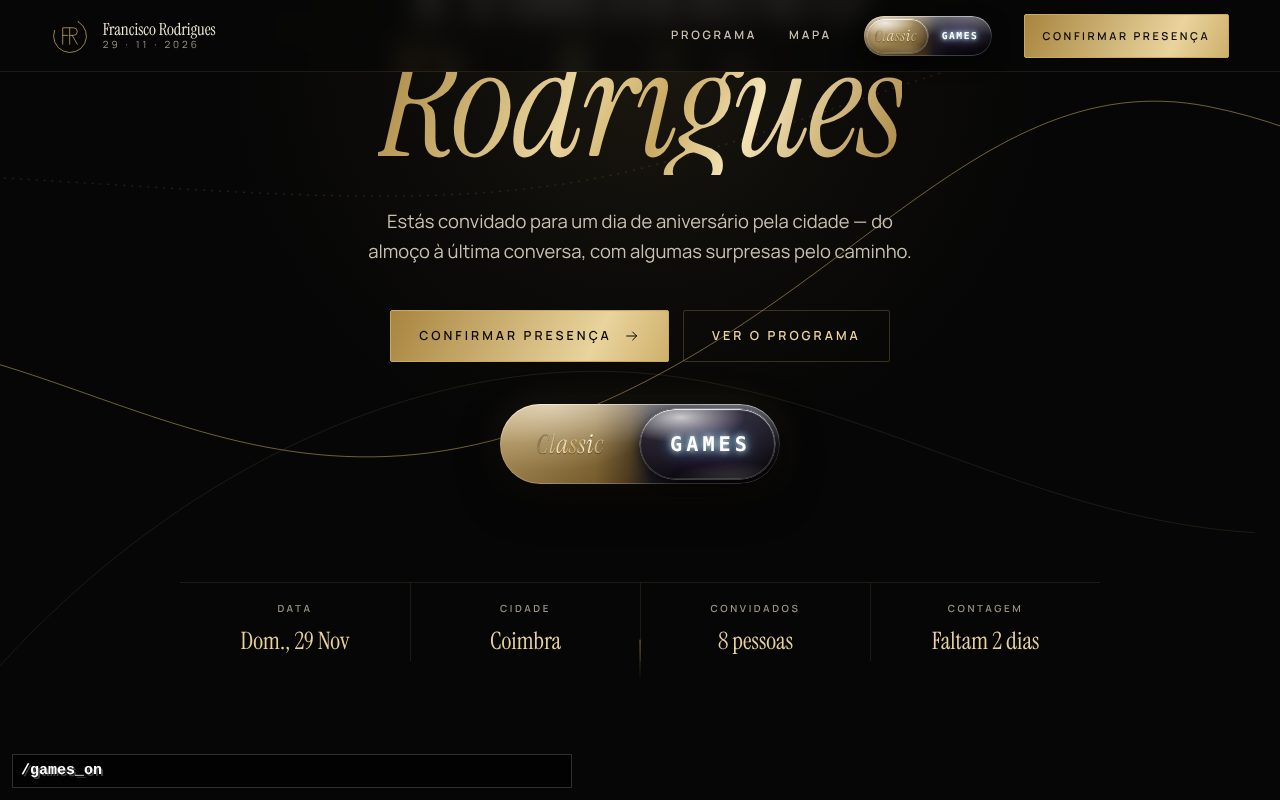 FR
Francisco Rodrigues
29 · 11 · 2026
PROGRAMA
MAPA
Classic
GAMES
CONFIRMAR PRESENÇA
Rodrigues
Estás convidado para um dia de aniversário pela cidade — do
almoço à última conversa, com algumas surpresas pelo caminho.
CONFIRMAR PRESENÇA →
VER O PROGRAMA
Classic
GAMES
DATA
Dom., 29 Nov
CIDADE
Coimbra
CONVIDADOS
8 pessoas
CONTAGEM
Faltam 2 dias
/games_on